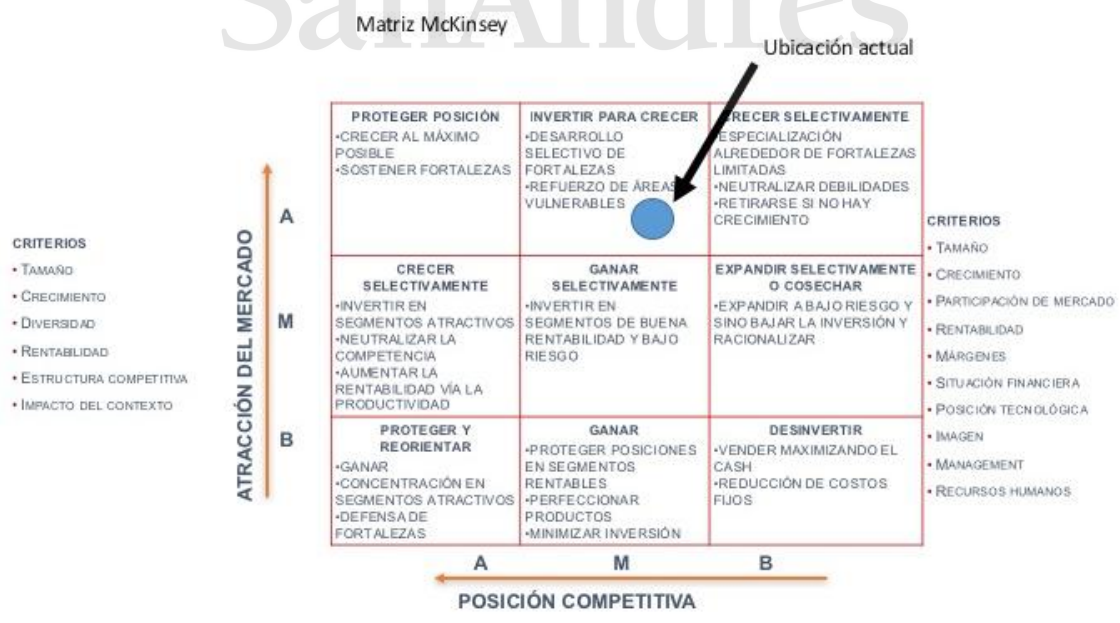 SanAndrés
Matriz McKinsey
Ubicación actual
CRITERIOS
• TAMAÑO
• CRECIMIENTO
• DIVERSIDAD
• RENTABILIDAD
• ESTRUCTURA COMPETITIVA
• IMPACTO DEL CONTEXTO
ATRACCIÓN DEL MERCADO
A
M
B
PROTEGER POSICIÓN
•CRECER AL MÁXIMO
POSIBLE
•SOSTENER FORTALEZAS
INVERTIR PARA CRECER
•DESARROLLO
SELECTIVO DE
FORTALEZAS
•REFUERZO DE ÁREAS
VULNERABLES
CRECER SELECTIVAMENTE
•ESPECIALIZACIÓN
ALREDEDOR DE FORTALEZAS
LIMITADAS
•NEUTRALIZAR DEBILIDADES
•RETIRARSE SI NO HAY
CRECIMIENTO
CRECER
SELECTIVAMENTE
•INVERTIR EN
SEGMENTOS ATRACTIVOS
•NEUTRALIZAR LA
COMPETENCIA
•AUMENTAR LA
RENTABILIDAD VÍA LA
PRODUCTIVIDAD
GANAR
SELECTIVAMENTE
•INVERTIR EN
SEGMENTOS DE BUENA
RENTABILIDAD Y BAJO
RIESGO
EXPANDIR SELECTIVAMENTE
O COSECHAR
•EXPANDIR A BAJO RIESGO Y
SINO BAJAR LA INVERSIÓN Y
RACIONALIZAR
PROTEGER Y
REORIENTAR
•GANAR
•CONCENTRACIÓN EN
SEGMENTOS ATRACTIVOS
•DEFENSA DE
FORTALEZAS
GANAR
•PROTEGER POSICIONES
EN SEGMENTOS
RENTABLES
•PERFECCIONAR
PRODUCTOS
•MINIMIZAR INVERSIÓN
DESINVERTIR
•VENDER MAXIMIZANDO EL
CASH
•REDUCCIÓN DE COSTOS
FIJOS
A M B
POSICIÓN COMPETITIVA
CRITERIOS
• TAMAÑO
• CRECIMIENTO
• PARTICIPACIÓN DE MERCADO
• RENTABILIDAD
• MÁRGENES
• SITUACIÓN FINANCIERA
• POSICIÓN TECNOLÓGICA
• IMAGEN
• MANAGEMENT
• RECURSOS HUMANOS